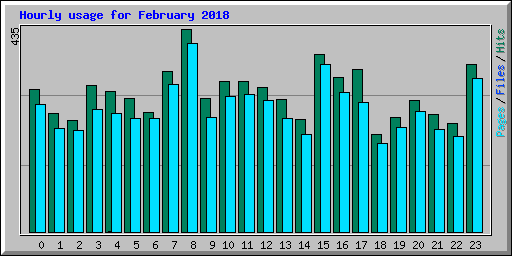 Hourly usage for February 2018
435
Pages/Files/Hits
0 1 2 3 4 5 6 7 8 9 10 11 12 13 14 15 16 17 18 19 20 21 22 23